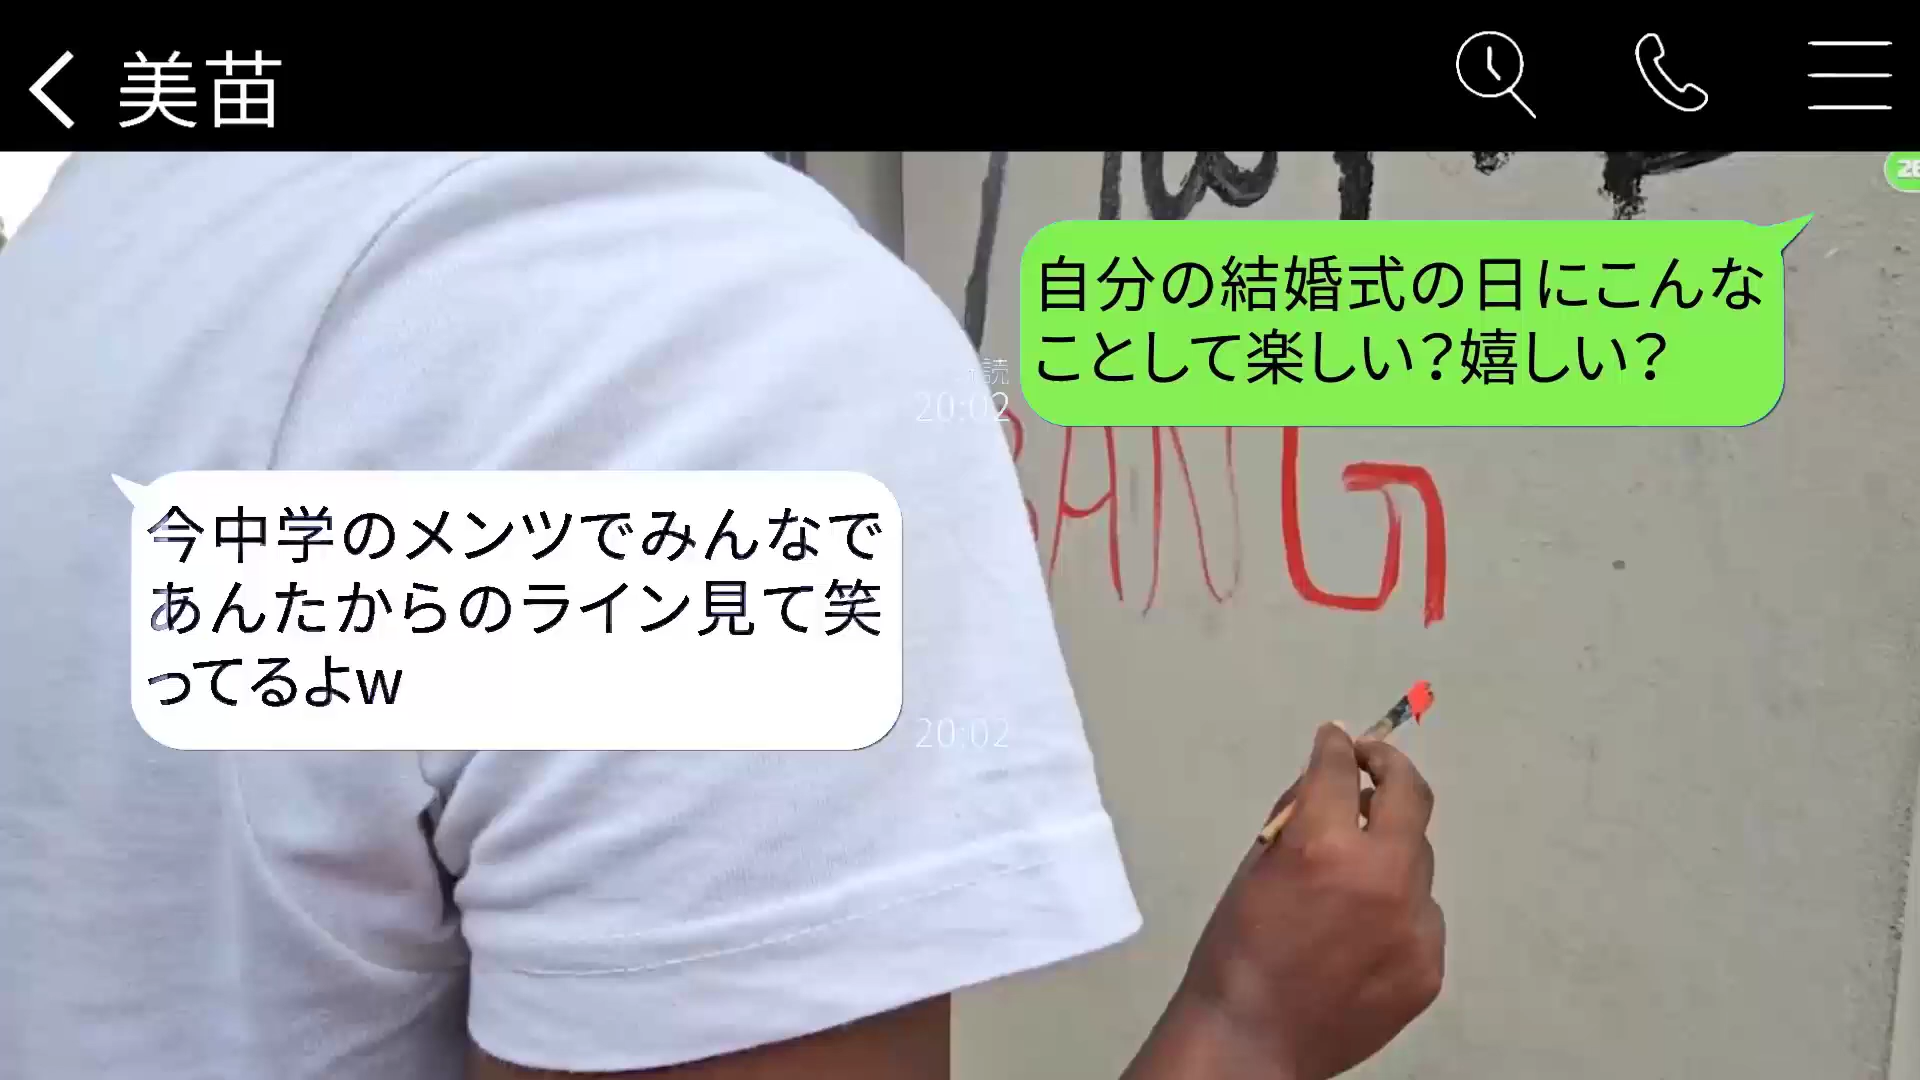 美苗
自分の結婚式の日にこんな
ことして楽しい？嬉しい？
読
20:02
BANG
今中学のメンツでみんなで
あんたからのライン見て笑
ってるよw
20:02